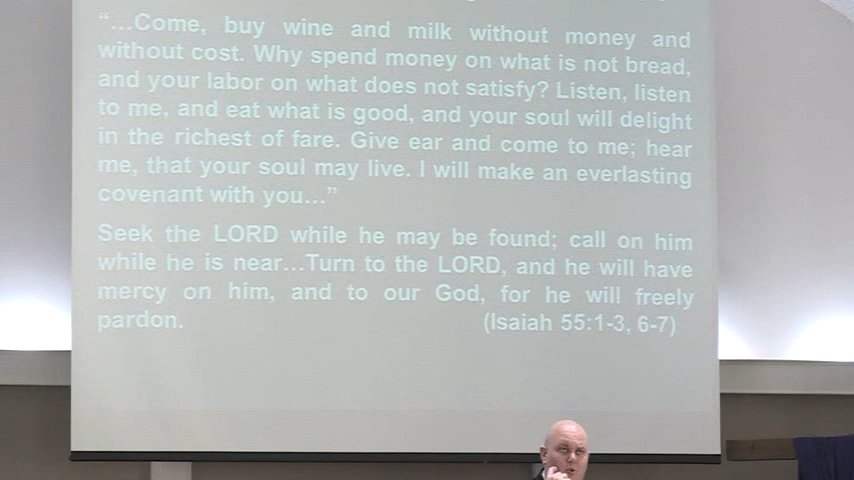 “…Come, buy wine and milk without money and
without cost. Why spend money on what is not bread,
and your labor on what does not satisfy? Listen, listen
to me, and eat what is good, and your soul will delight
in the richest of fare. Give ear and come to me; hear
me, that your soul may live. I will make an everlasting
covenant with you…”
Seek the LORD while he may be found; call on him
while he is near…Turn to the LORD, and he will have
mercy on him, and to our God, for he will freely
pardon. (Isaiah 55:1-3, 6-7)